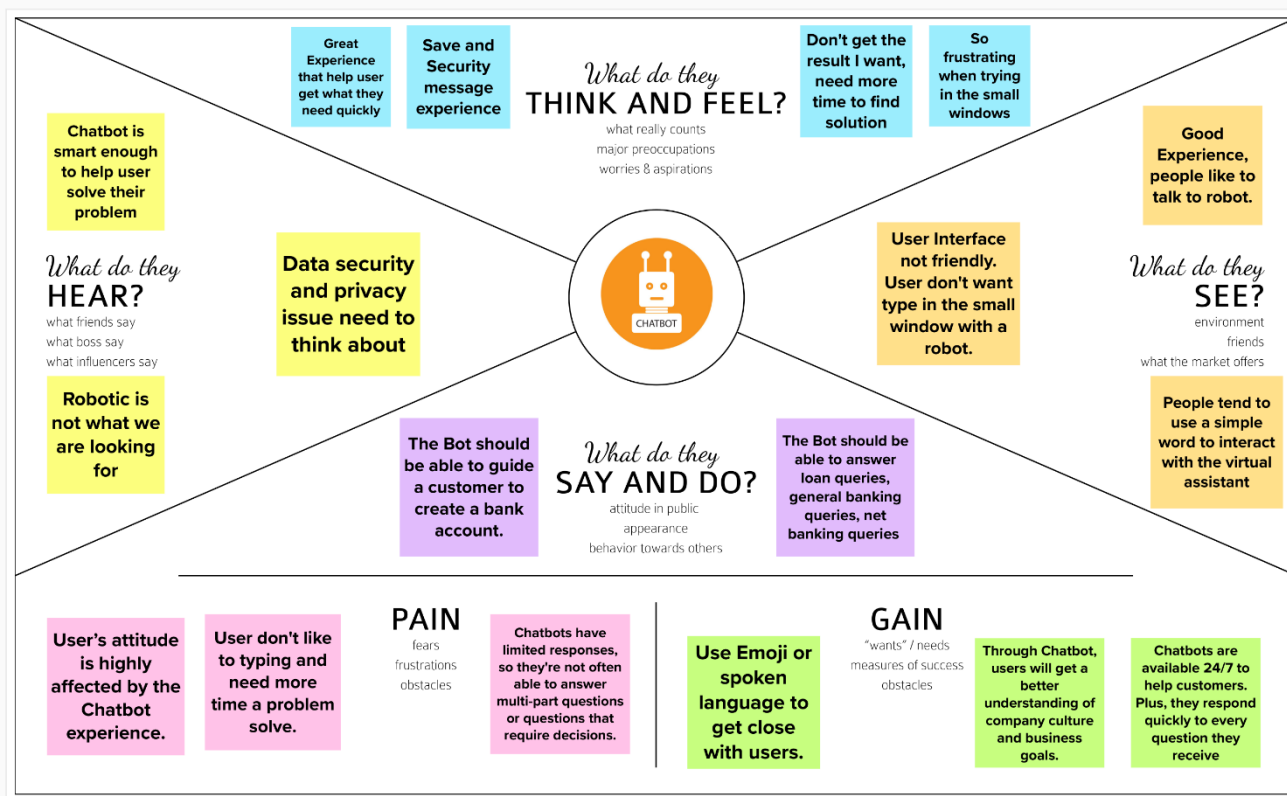 Great
Experience
that help user
get what they
need quickly
Save and
Security
message
experience
What do they
THINK AND FEEL?
what really counts
major preoccupations
worries & aspirations
Don't get the
result I want,
need more
time to find
solution
So
frustrating
when trying
in the small
windows
Chatbot is
smart enough
to help user
solve their
problem
What do they
HEAR?
what friends say
what boss say
what influencers say
Data security
and privacy
issue need to
think about
Robotic is
not what we
are looking
for
CHATBOT
Good
Experience,
people like to
talk to robot.
User Interface
not friendly.
User don't want
type in the small
window with a
robot.
What do they
SEE?
environment
friends
what the market offers
People tend to
use a simple
word to interact
with the virtual
assistant
The Bot should
be able to guide
a customer to
create a bank
account.
What do they
SAY AND DO?
attitude in public
appearance
behavior towards others
The Bot should be
able to answer
loan queries,
general banking
queries, net
banking queries
User's attitude
is highly
affected by the
Chatbot
experience.
User don't like
to typing and
need more
time a problem
solve.
PAIN
fears
frustrations
obstacles
Chatbots have
limited responses,
so they're not often
able to answer
multi-part questions
or questions that
require decisions.
Use Emoji or
spoken
language to
get close
with users.
GAIN
"wants" / needs
measures of success
obstacles
Through Chatbot,
users will get a
better
understanding of
company culture
and business
goals.
Chatbots are
available 24/7 to
help customers.
Plus, they respond
quickly to every
question they
receive